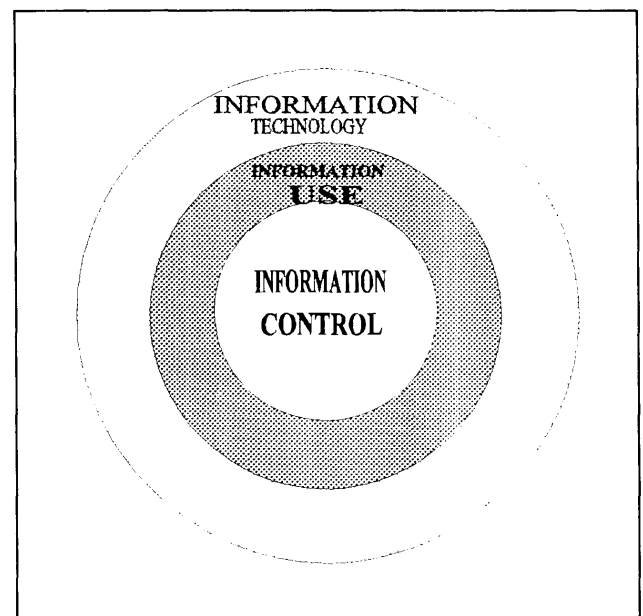 INFORMATION
TECHNOLOGY
INFORMATION
USE
INFORMATION
CONTROL